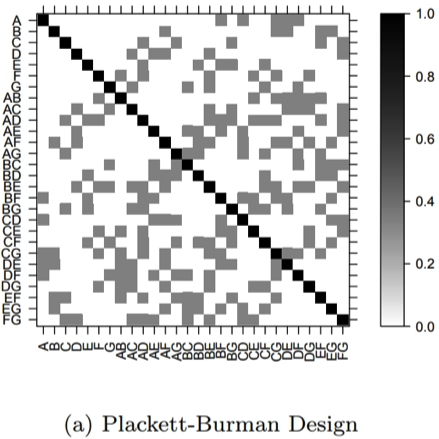 A
B
C
D
E
F
G
AB
AC
AD
AE
AF
AG
BC
BD
BE
BF
BG
CD
CE
CF
CG
DE
DF
DG
EF
EG
FG
A B C D E F G AB AC AD AE AF AG BC BD BE BF BG CD CE CF CG DE DF DG EF EG FG
1.0
0.8
0.6
0.4
0.2
0.0
(a) Plackett-Burman Design